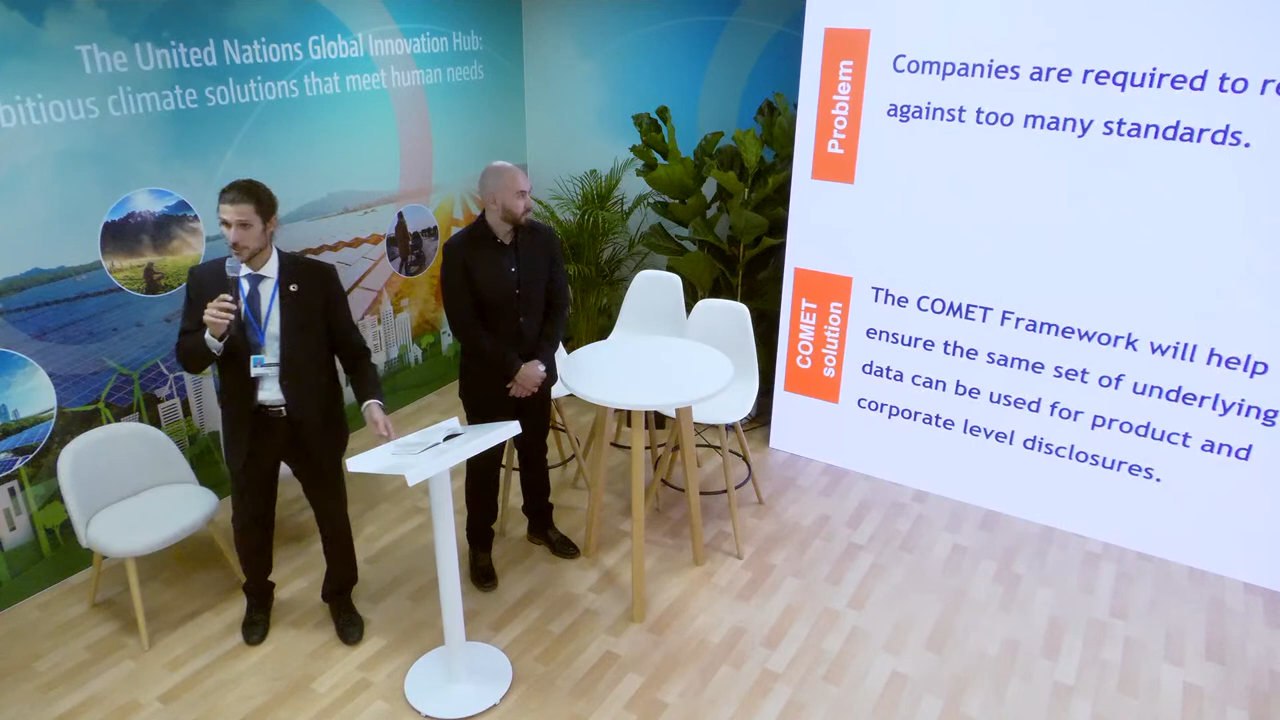 The United Nations Global Innovation Hub:
bitious climate solutions that meet human needs
Problem
Companies are required to re
against too many standards.
COMET
solution
The COMET Framework will help
ensure the same set of underlying
data can be used for product and
corporate level disclosures.